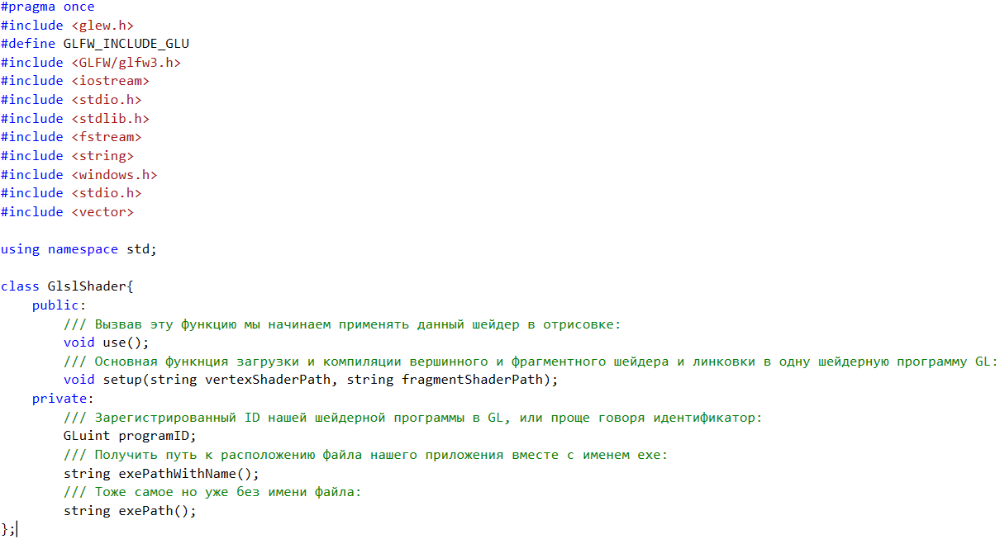 #pragma once
#include <glew.h>
#define GLFW_INCLUDE_GLU
#include <GLFW/glfw3.h>
#include <iostream>
#include <stdio.h>
#include <stdlib.h>
#include <fstream>
#include <string>
#include <windows.h>
#include <stdio.h>
#include <vector>

using namespace std;

class GlslShader{
    public:
        /// Вызвав эту функцию мы начинаем применять данный шейдер в отрисовке:
        void use();
        /// Основная функнция загрузки и компиляции вершинного и фрагментного шейдера и линковки в одну шейдерную программу GL:
        void setup(string vertexShaderPath, string fragmentShaderPath);
    private:
        /// Зарегистрированный ID нашей шейдерной программы в GL, или проще говоря идентификатор:
        GLuint programID;
        /// Получить путь к расположению файла нашего приложения вместе с именем exe:
        string exePathWithName();
        /// Тоже самое но уже без имени файла:
        string exePath();
};